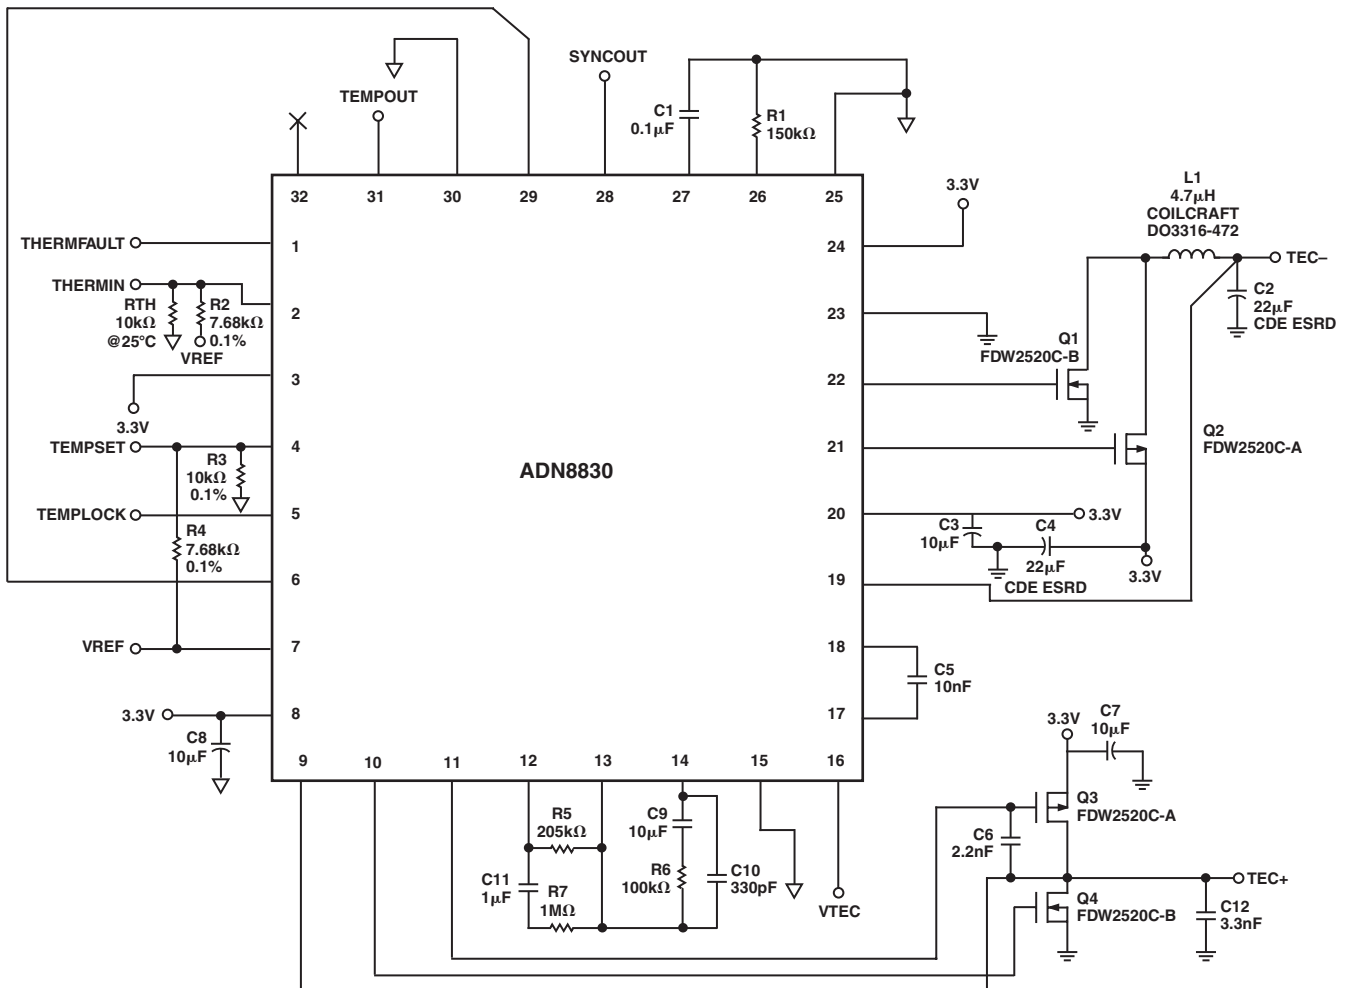 SYNCOUT
TEMPOUT
C1
0.1μF
R1
150kΩ
32
31
30
29
28
27
26
25
3.3V
L1
4.7μH
COILCRAFT
DO3316-472
THERMFAULT
1
24
TEC–
THERMIN
RTH
10kΩ
@25°C
R2
7.68kΩ
0.1%
VREF
2
23
C2
22μF
CDE ESRD
Q1
FDW2520C-B
3
22
3.3V
TEMPSET
4
R3
10kΩ
0.1%
ADN8830
21
Q2
FDW2520C-A
TEMPLOCK
5
20
3.3V
C3
10μF
C4
22μF
CDE ESRD
3.3V
R4
7.68kΩ
0.1%
6
19
VREF
7
18
C5
10nF
17
3.3V
8
C8
10μF
9
10
11
12
13
14
15
16
3.3V
C7
10μF
R5
205kΩ
C9
10μF
Q3
FDW2520C-A
C6
2.2nF
C11
1μF
R7
1MΩ
R6
100kΩ
C10
330pF
VTEC
TEC+
Q4
FDW2520C-B
C12
3.3nF